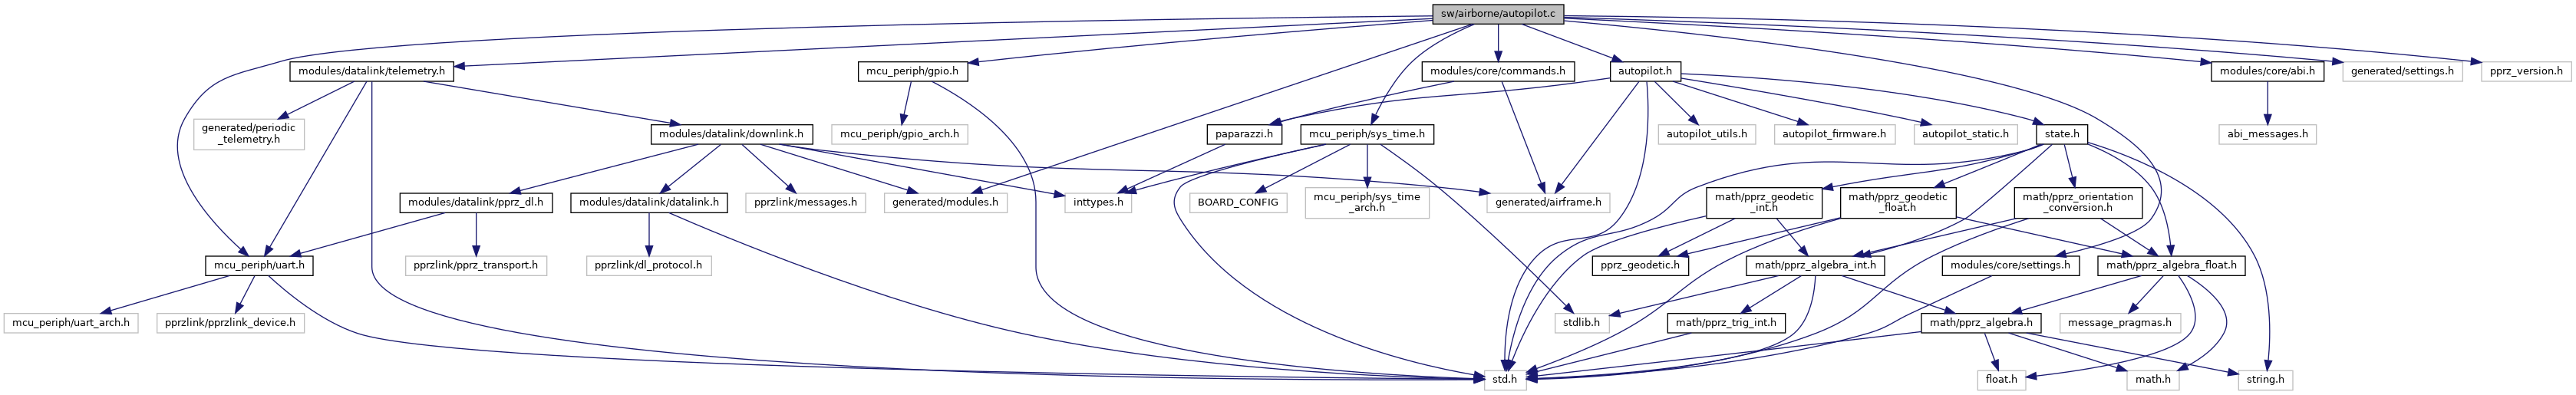 sw/airborne/autopilot.c
modules/datalink/telemetry.h
mcu_periph/gpio.h
modules/core/commands.h
autopilot.h
modules/core/abi.h
generated/settings.h
pprz_version.h
generated/periodic
_telemetry.h
modules/datalink/downlink.h
mcu_periph/gpio_arch.h
paparazzi.h
mcu_periph/sys_time.h
autopilot_utils.h
autopilot_firmware.h
autopilot_static.h
state.h
abi_messages.h
modules/datalink/pprz_dl.h
modules/datalink/datalink.h
pprzlink/messages.h
generated/modules.h
inttypes.h
BOARD_CONFIG
mcu_periph/sys_time
_arch.h
generated/airframe.h
math/pprz_geodetic
_int.h
math/pprz_geodetic
_float.h
math/pprz_orientation
_conversion.h
mcu_periph/uart.h
pprzlink/pprz_transport.h
pprzlink/dl_protocol.h
pprz_geodetic.h
math/pprz_algebra_int.h
modules/core/settings.h
math/pprz_algebra_float.h
mcu_periph/uart_arch.h
pprzlink/pprzlink_device.h
stdlib.h
math/pprz_trig_int.h
math/pprz_algebra.h
message_pragmas.h
std.h
float.h
math.h
string.h